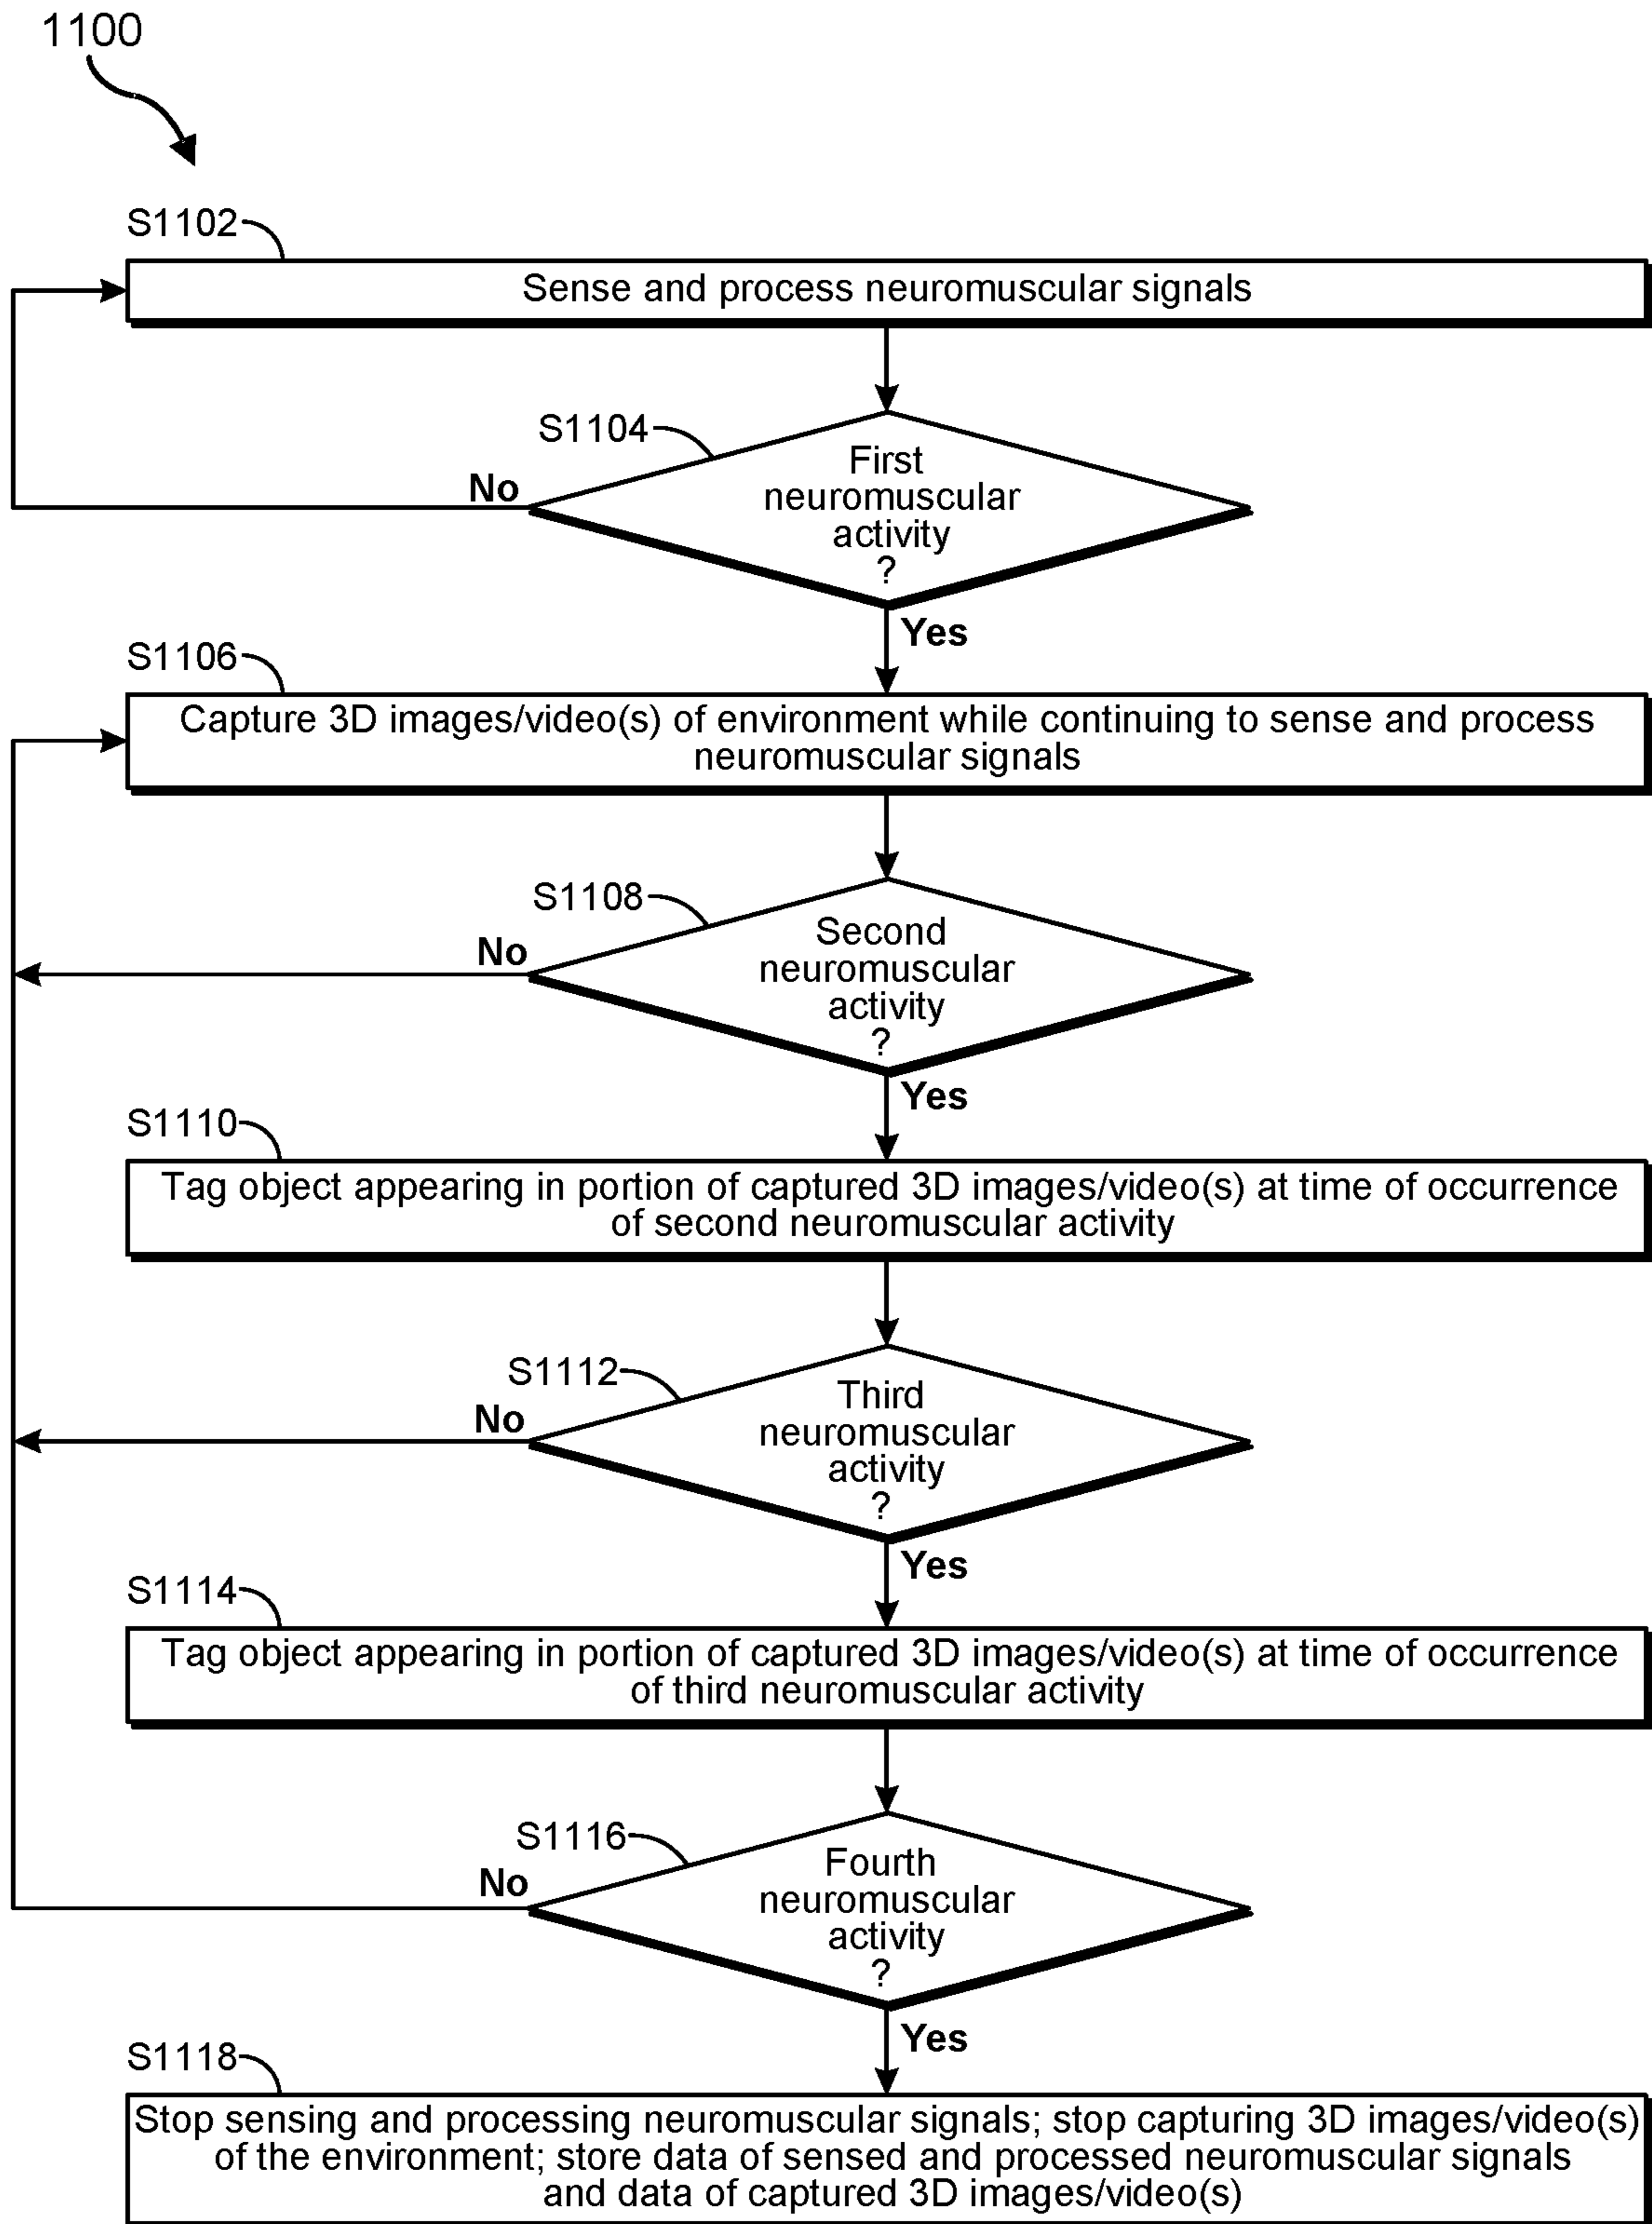 1100
S1102
Sense and process neuromuscular signals
S1104
First
neuromuscular
activity
?
No
Yes
S1106
Capture 3D images/video(s) of environment while continuing to sense and process
neuromuscular signals
S1108
Second
neuromuscular
activity
?
No
Yes
S1110
Tag object appearing in portion of captured 3D images/video(s) at time of occurrence
of second neuromuscular activity
S1112
Third
neuromuscular
activity
?
No
Yes
S1114
Tag object appearing in portion of captured 3D images/video(s) at time of occurrence
of third neuromuscular activity
S1116
Fourth
neuromuscular
activity
?
No
Yes
S1118
Stop sensing and processing neuromuscular signals; stop capturing 3D images/video(s)
of the environment; store data of sensed and processed neuromuscular signals
and data of captured 3D images/video(s)